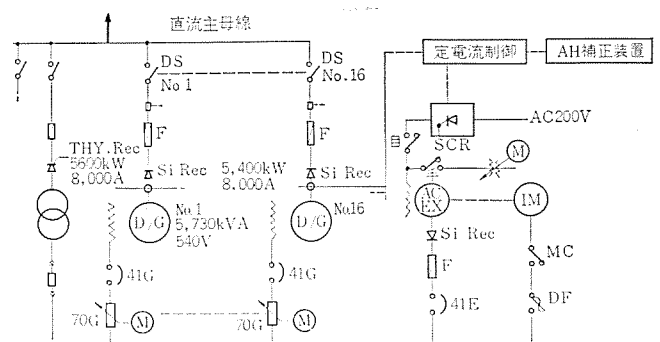 直流主母線
DS
No.1
DS
No.16
定電流制御
AH補正装置
AC200V
SCR
F
F
THY.Rec
5600kW
8,000A
Si Rec
5,400kW
8,000A
Si Rec
M
D/G
No.1
5,730kVA
540V
D/G
No.16
AC
EX
IM
Si Rec
F
MC
41G
41G
41E
DF
70G
M
70G
M